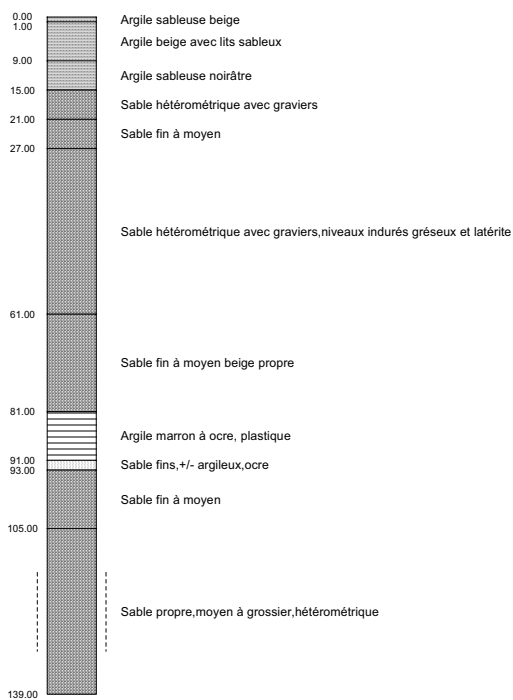 0.00
Argile sableuse beige
1.00
Argile beige avec lits sableux
9.00
Argile sableuse noirâtre
15.00
Sable hétérométrique avec graviers
21.00
Sable fin à moyen
27.00
Sable hétérométrique avec graviers,niveaux indurés gréseux et latérite
61.00
Sable fin à moyen beige propre
81.00
Argile marron à ocre, plastique
91.00
Sable fins,+/- argileux,ocre
93.00
Sable fin à moyen
105.00
Sable propre,moyen à grossier,hétérométrique
139.00